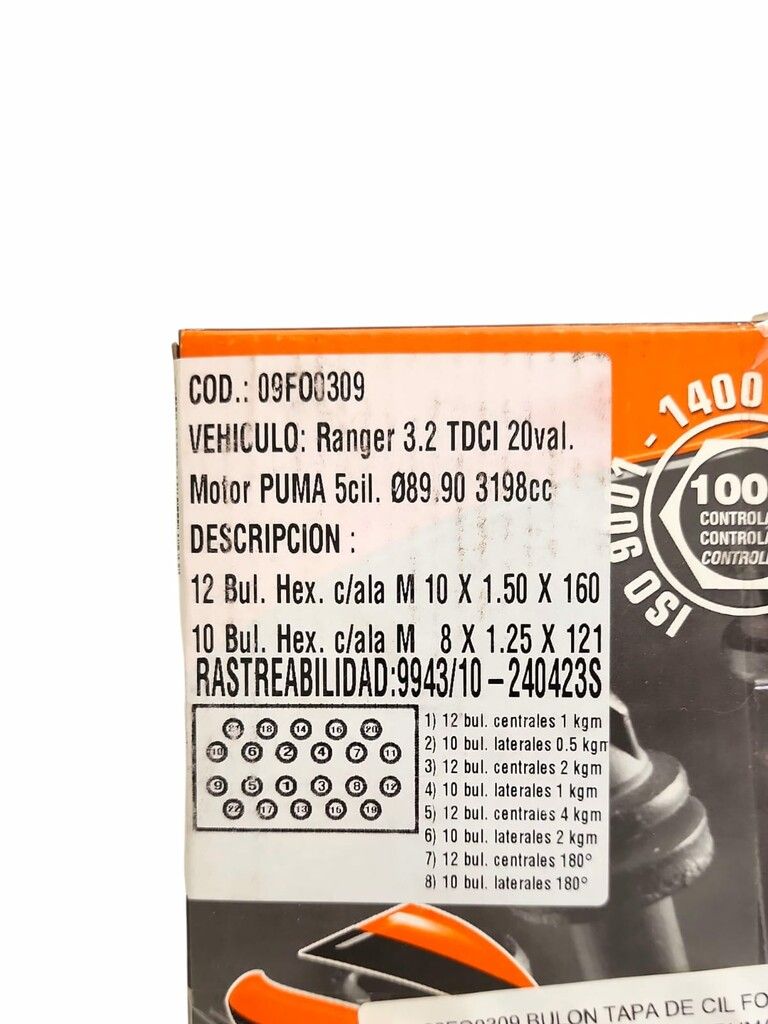 COD.: 09FO0309
VEHICULO: Ranger 3.2 TDCI 20val.
Motor PUMA 5cil. Ø89.90 3198cc
DESCRIPCION :
12 Bul. Hex. c/ala M 10 X 1.50 X 160
10 Bul. Hex. c/ala M 8 X 1.25 X 121
RASTREABILIDAD:9943/10-240423S
18 14 16 20
10 6 2 4 7 11
9 5 1 3 8 12
22 17 13 15 19
1) 12 bul. centrales 1 kgm
2) 10 bul. laterales 0.5 kgm
3) 12 bul. centrales 2 kgm
4) 10 bul. laterales 1 kgm
5) 12 bul. centrales 4 kgm
6) 10 bul. laterales 2 kgm
7) 12 bul. centrales 180°
8) 10 bul. laterales 180°
ISO 9001 - 1400
100
CONTROLA
CONTROLA
CONTROL
FO0309 BULON TAPA DE CIL FO